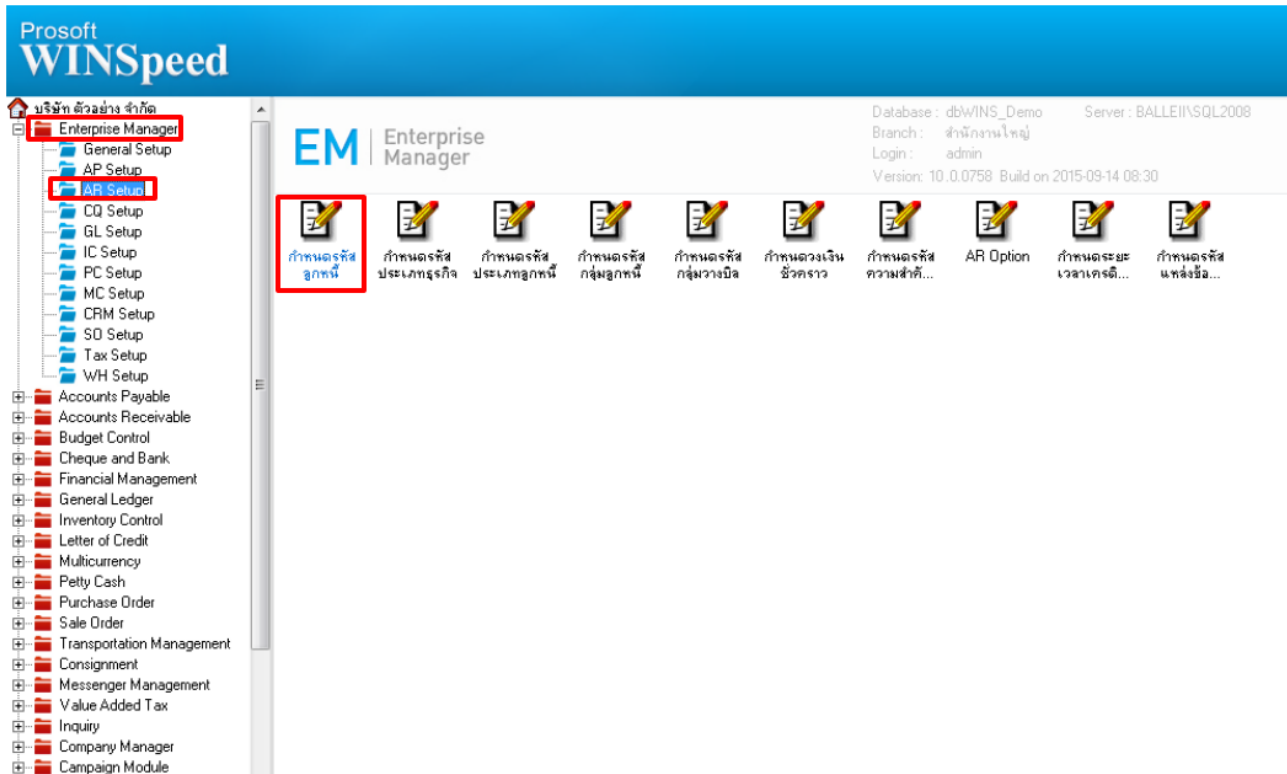 Prosoft
WINSpeed
บริษัท ตัวอย่าง จำกัด
Enterprise Manager
General Setup
AP Setup
AR Setup
CQ Setup
GL Setup
IC Setup
PC Setup
MC Setup
CRM Setup
SO Setup
Tax Setup
WH Setup
Accounts Payable
Accounts Receivable
Budget Control
Cheque and Bank
Financial Management
General Ledger
Inventory Control
Letter of Credit
Multicurrency
Petty Cash
Purchase Order
Sale Order
Transportation Management
Consignment
Messenger Management
Value Added Tax
Inquiry
Company Manager
Campaign Module
EM Enterprise
Manager
Database : dbWINS_Demo Server : BALLEII\SQL2008
Branch : สำนักงานใหญ่
Login : admin
Version: 10.0.0758 Build on 2015-09-14 08:30
กำหนดรหัส
ลูกหนี้
กำหนดรหัส
ประเภทธุรกิจ
กำหนดรหัส
ประเภทลูกหนี้
กำหนดรหัส
กลุ่มลูกหนี้
กำหนดรหัส
กลุ่มวางบิล
กำหนดวงเงิน
ชั่วคราว
กำหนดรหัส
ความสำคั...
AR Option
กำหนดระยะ
เวลาเครดิ...
กำหนดรหัส
แหล่งข้อ...